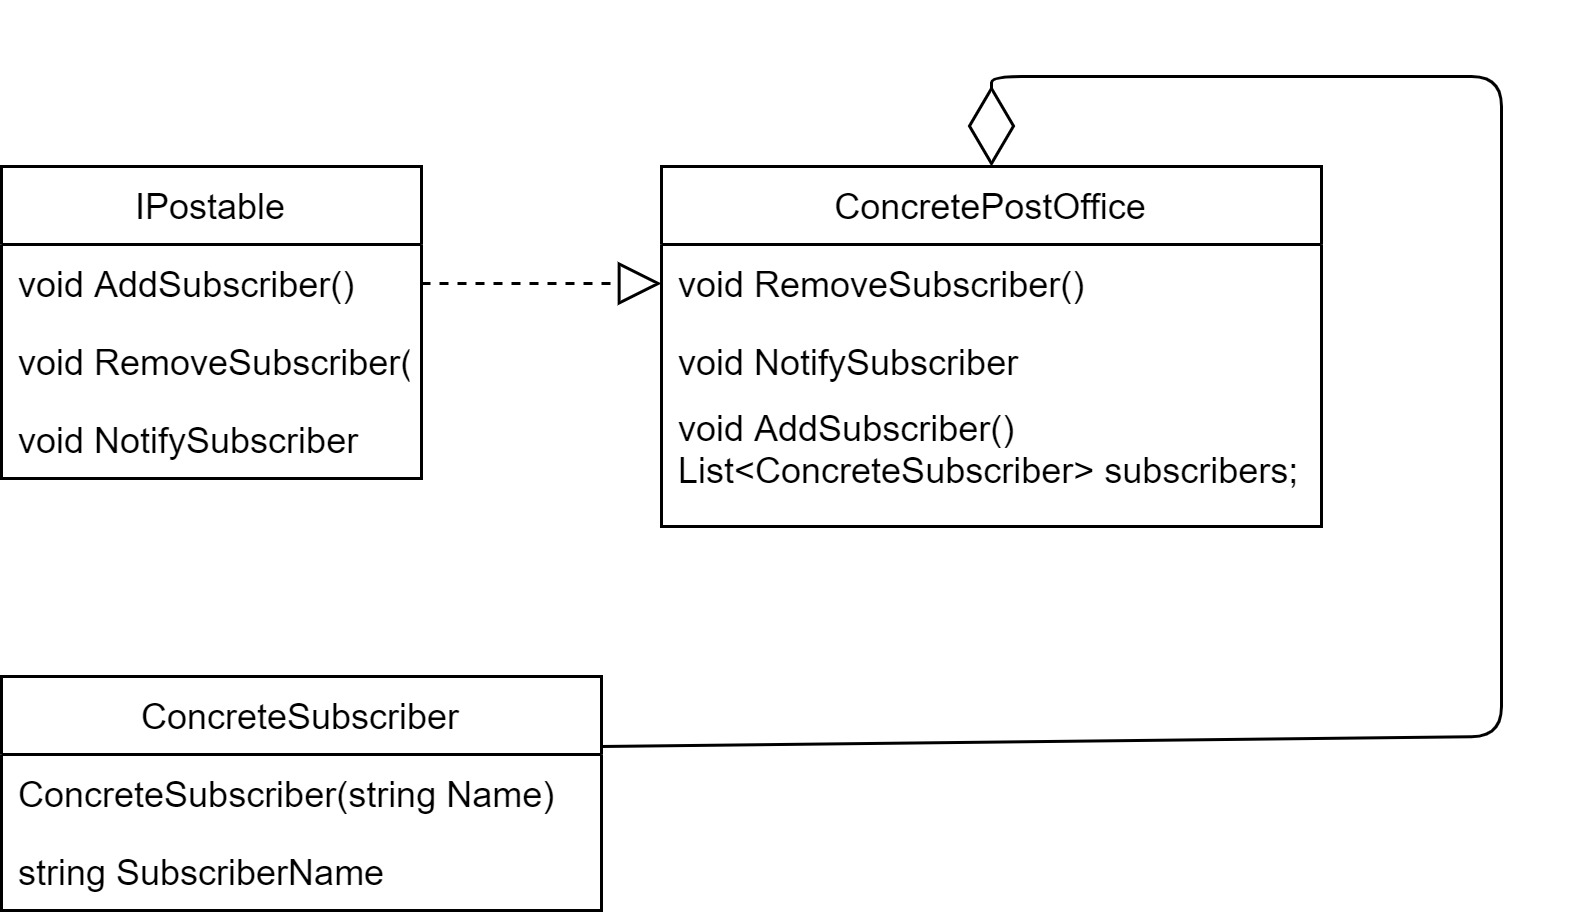 IPostable
void AddSubscriber()
void RemoveSubscriber(
void NotifySubscriber
ConcretePostOffice
void RemoveSubscriber()
void NotifySubscriber
void AddSubscriber()
List<ConcreteSubscriber> subscribers;
ConcreteSubscriber
ConcreteSubscriber(string Name)
string SubscriberName